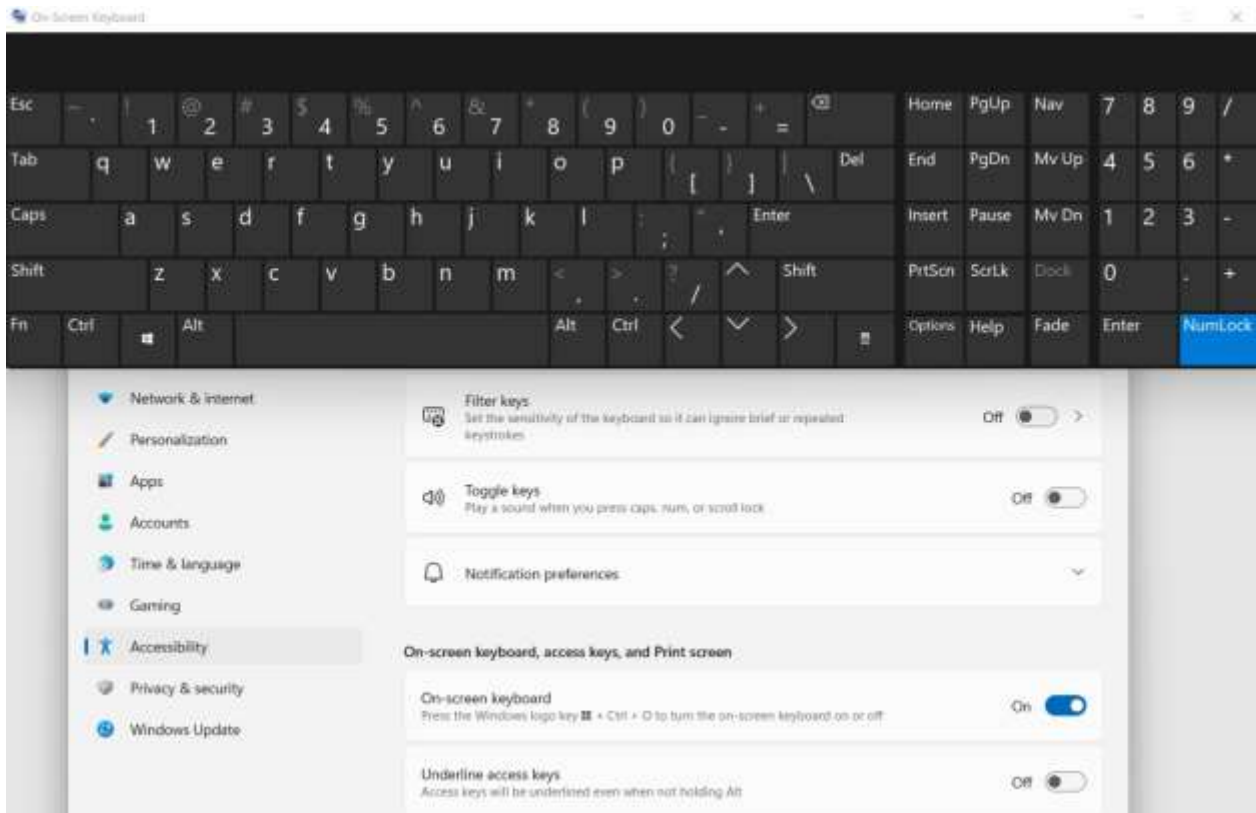 On-Screen Keyboard
Esc ~ ` ! 1 @ 2 # 3 $ 4 % 5 ^ 6 & 7 * 8 ( 9 ) 0 _ - + = Home PgUp Nav 7 8 9 /
Tab q w e r t y u i o p { [ } ] | \ Del End PgDn Mv Up 4 5 6 *
Caps a s d f g h j k l : ; " ' Enter Insert Pause Mv Dn 1 2 3 -
Shift z x c v b n m < , > . ? / Shift PrtScn ScrLk Dock 0 . +
Fn Ctrl Alt Alt Ctrl Options Help Fade Enter NumLock
Network & internet
Personalization
Apps
Accounts
Time & language
Gaming
Accessibility
Privacy & security
Windows Update
Filter keys
Set the sensitivity of the keyboard so it can ignore brief or repeated
keystrokes
Off
Toggle keys
Play a sound when you press caps, num, or scroll lock
Off
Notification preferences
On-screen keyboard, access keys, and Print screen
On-screen keyboard
Press the Windows logo key + Ctrl + O to turn the on-screen keyboard on or off
On
Underline access keys
Access keys will be underlined even when not holding Alt
Off